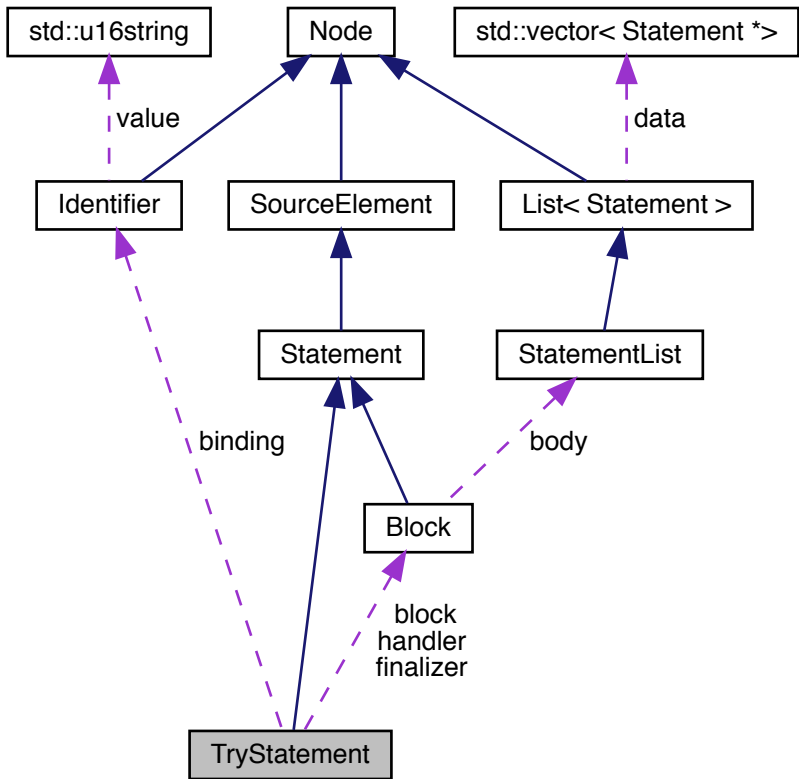 std::u16string
Node
std::vector< Statement *>
value
data
Identifier
SourceElement
List< Statement >
Statement
StatementList
binding
body
Block
block
handler
finalizer
TryStatement